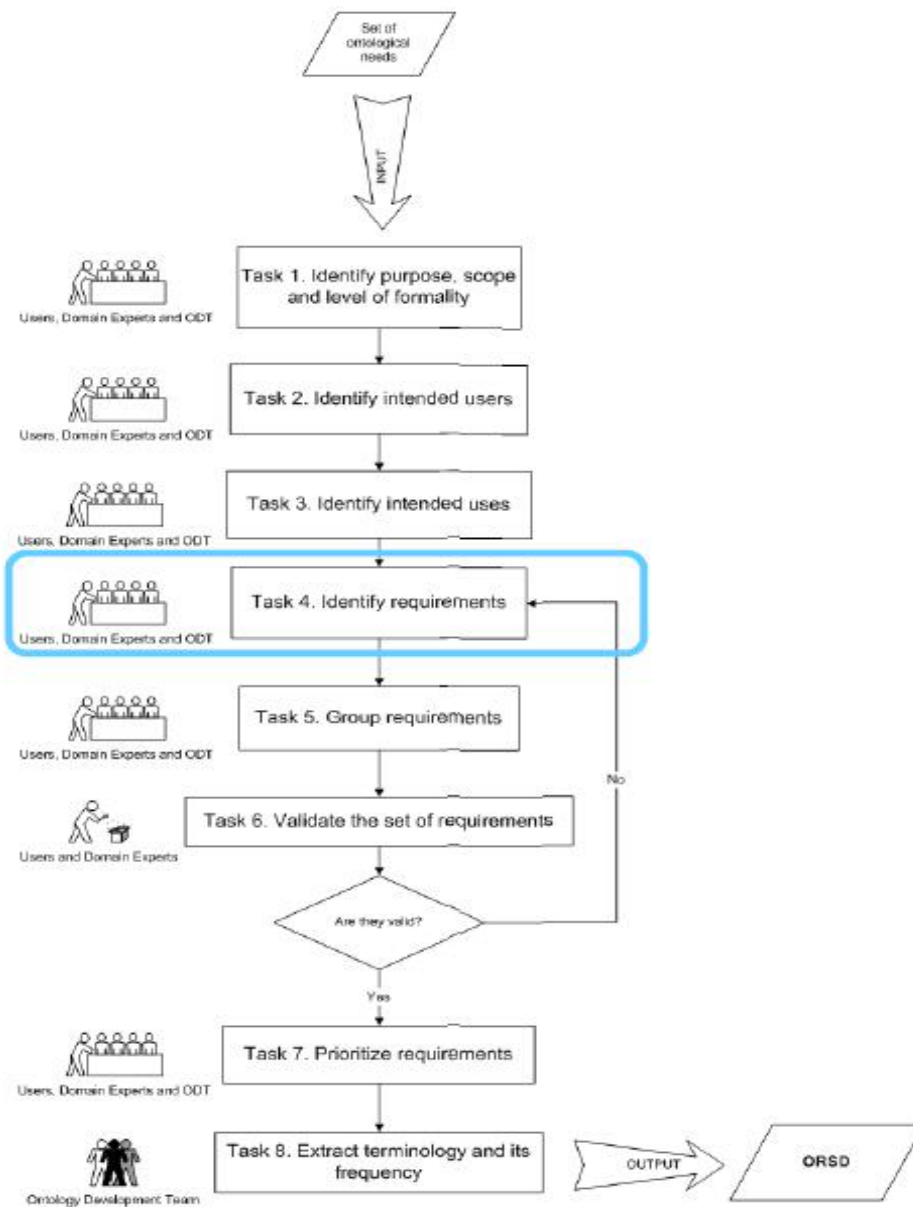 Set of
ontological
needs
INPUT
Task 1. Identify purpose, scope
and level of formality
Users, Domain Experts and ODT
Task 2. Identify intended users
Users, Domain Experts and ODT
Task 3. Identify intended uses
Users, Domain Experts and ODT
Task 4. Identify requirements
Users, Domain Experts and ODT
Task 5. Group requirements
Users, Domain Experts and ODT
No
Task 6. Validate the set of requirements
Users and Domain Experts
Are they valid?
Yes
Task 7. Prioritize requirements
Users, Domain Experts and ODT
Task 8. Extract terminology and its
frequency
Ontology Development Team
OUTPUT
ORSD